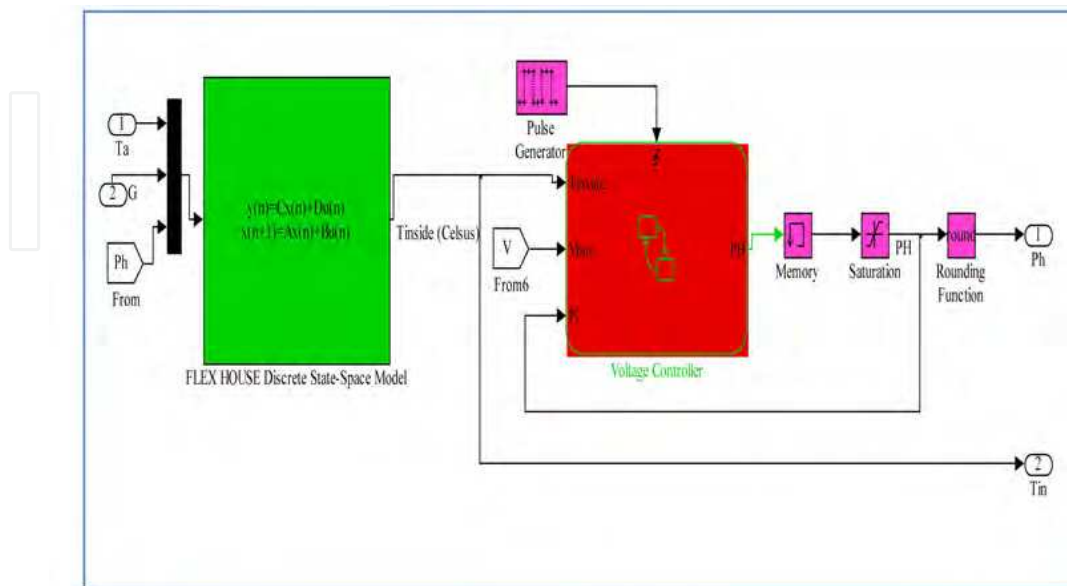 1
Ta
2
G
Ph
From
y(n)=Cx(n)+Du(n)
x(n+1)=Ax(n)+Bu(n)
FLEX HOUSE Discrete State-Space Model
Tinside (Celsus)
Pulse
Generator
V
From6
PH
Voltage Controller
Memory
Saturation
PH
Rounding
Function
1
Ph
2
Tin